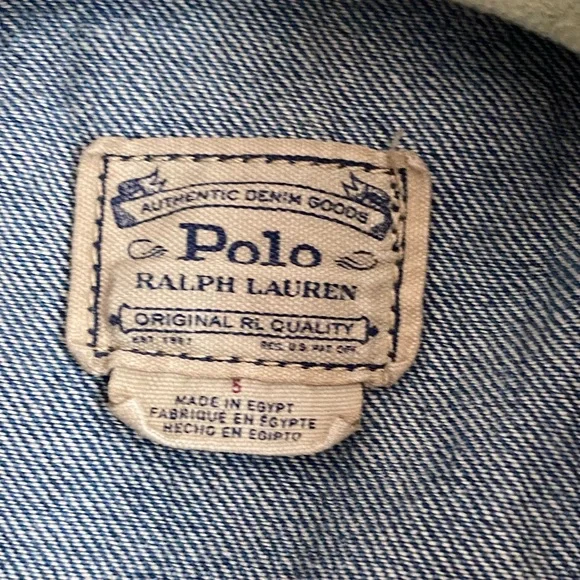 AUTHENTIC DENIM GOODS
Polo
RALPH LAUREN
ORIGINAL RL QUALITY
EST. 1967 REG. U.S. PAT. OFF.
5
MADE IN EGYPT
FABRIQUE EN EGYPTE
HECHO EN EGIPTO